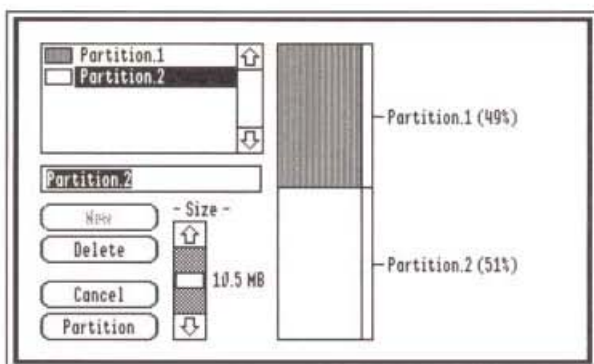 Partition.1
Partition.2
Partition.2
New
Delete
Cancel
Partition
- Size -
10.5 MB
Partition.1 (49%)
Partition.2 (51%)